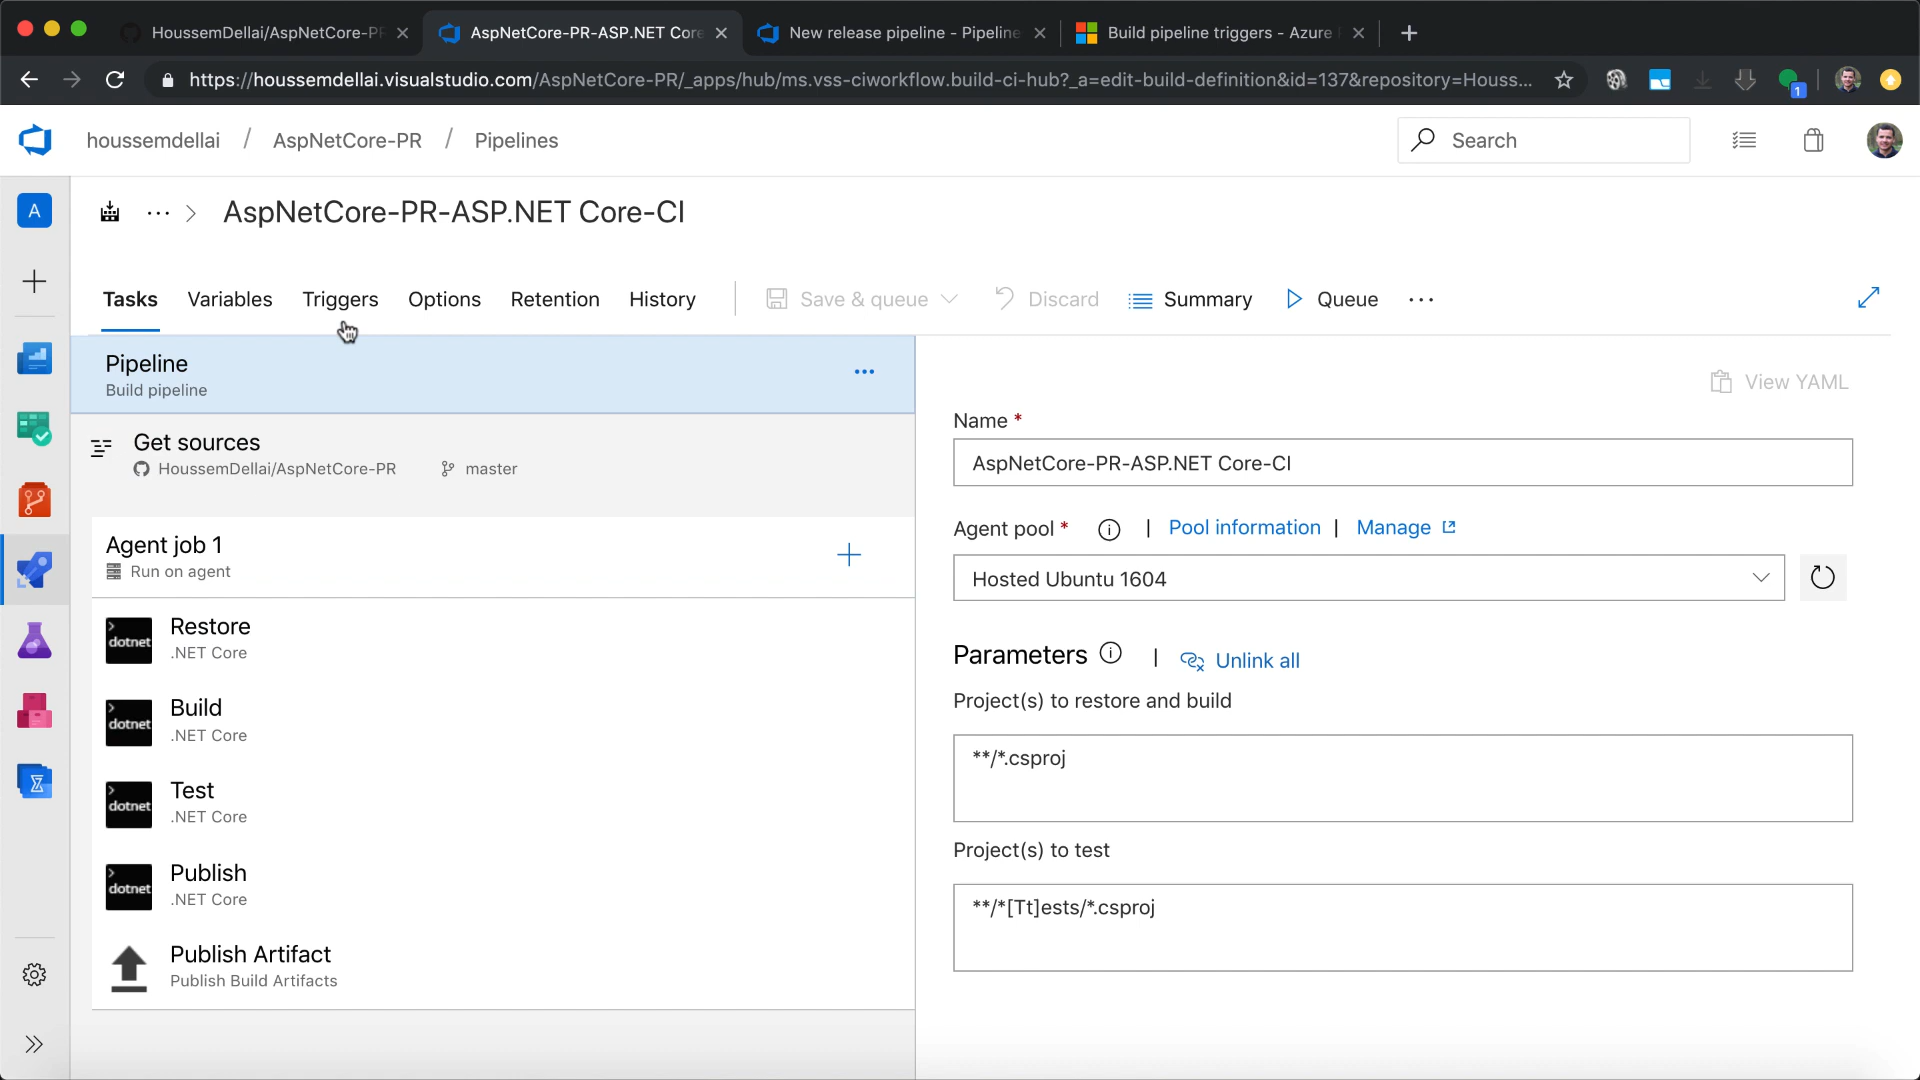 HoussemDellai/AspNetCore-P
AspNetCore-PR-ASP.NET Core
New release pipeline - Pipeline
Build pipeline triggers - Azure
https://houssemdellai.visualstudio.com/AspNetCore-PR/_apps/hub/ms.vss-ciworkflow.build-ci-hub?_a=edit-build-definition&id=137&repository=Houss...
1
houssemdellai / AspNetCore-PR / Pipelines
Search
A
AspNetCore-PR-ASP.NET Core-CI
Tasks
Variables
Triggers
Options
Retention
History
Save & queue
Discard
Summary
Queue
Pipeline
Build pipeline
Get sources
HoussemDellai/AspNetCore-PR
master
Agent job 1
Run on agent
dotnet
Restore
.NET Core
dotnet
Build
.NET Core
dotnet
Test
.NET Core
dotnet
Publish
.NET Core
Publish Artifact
Publish Build Artifacts
View YAML
Name *
AspNetCore-PR-ASP.NET Core-CI
Agent pool * | Pool information | Manage
Hosted Ubuntu 1604
Parameters | Unlink all
Project(s) to restore and build
**/*.csproj
Project(s) to test
**/*[Tt]ests/*.csproj